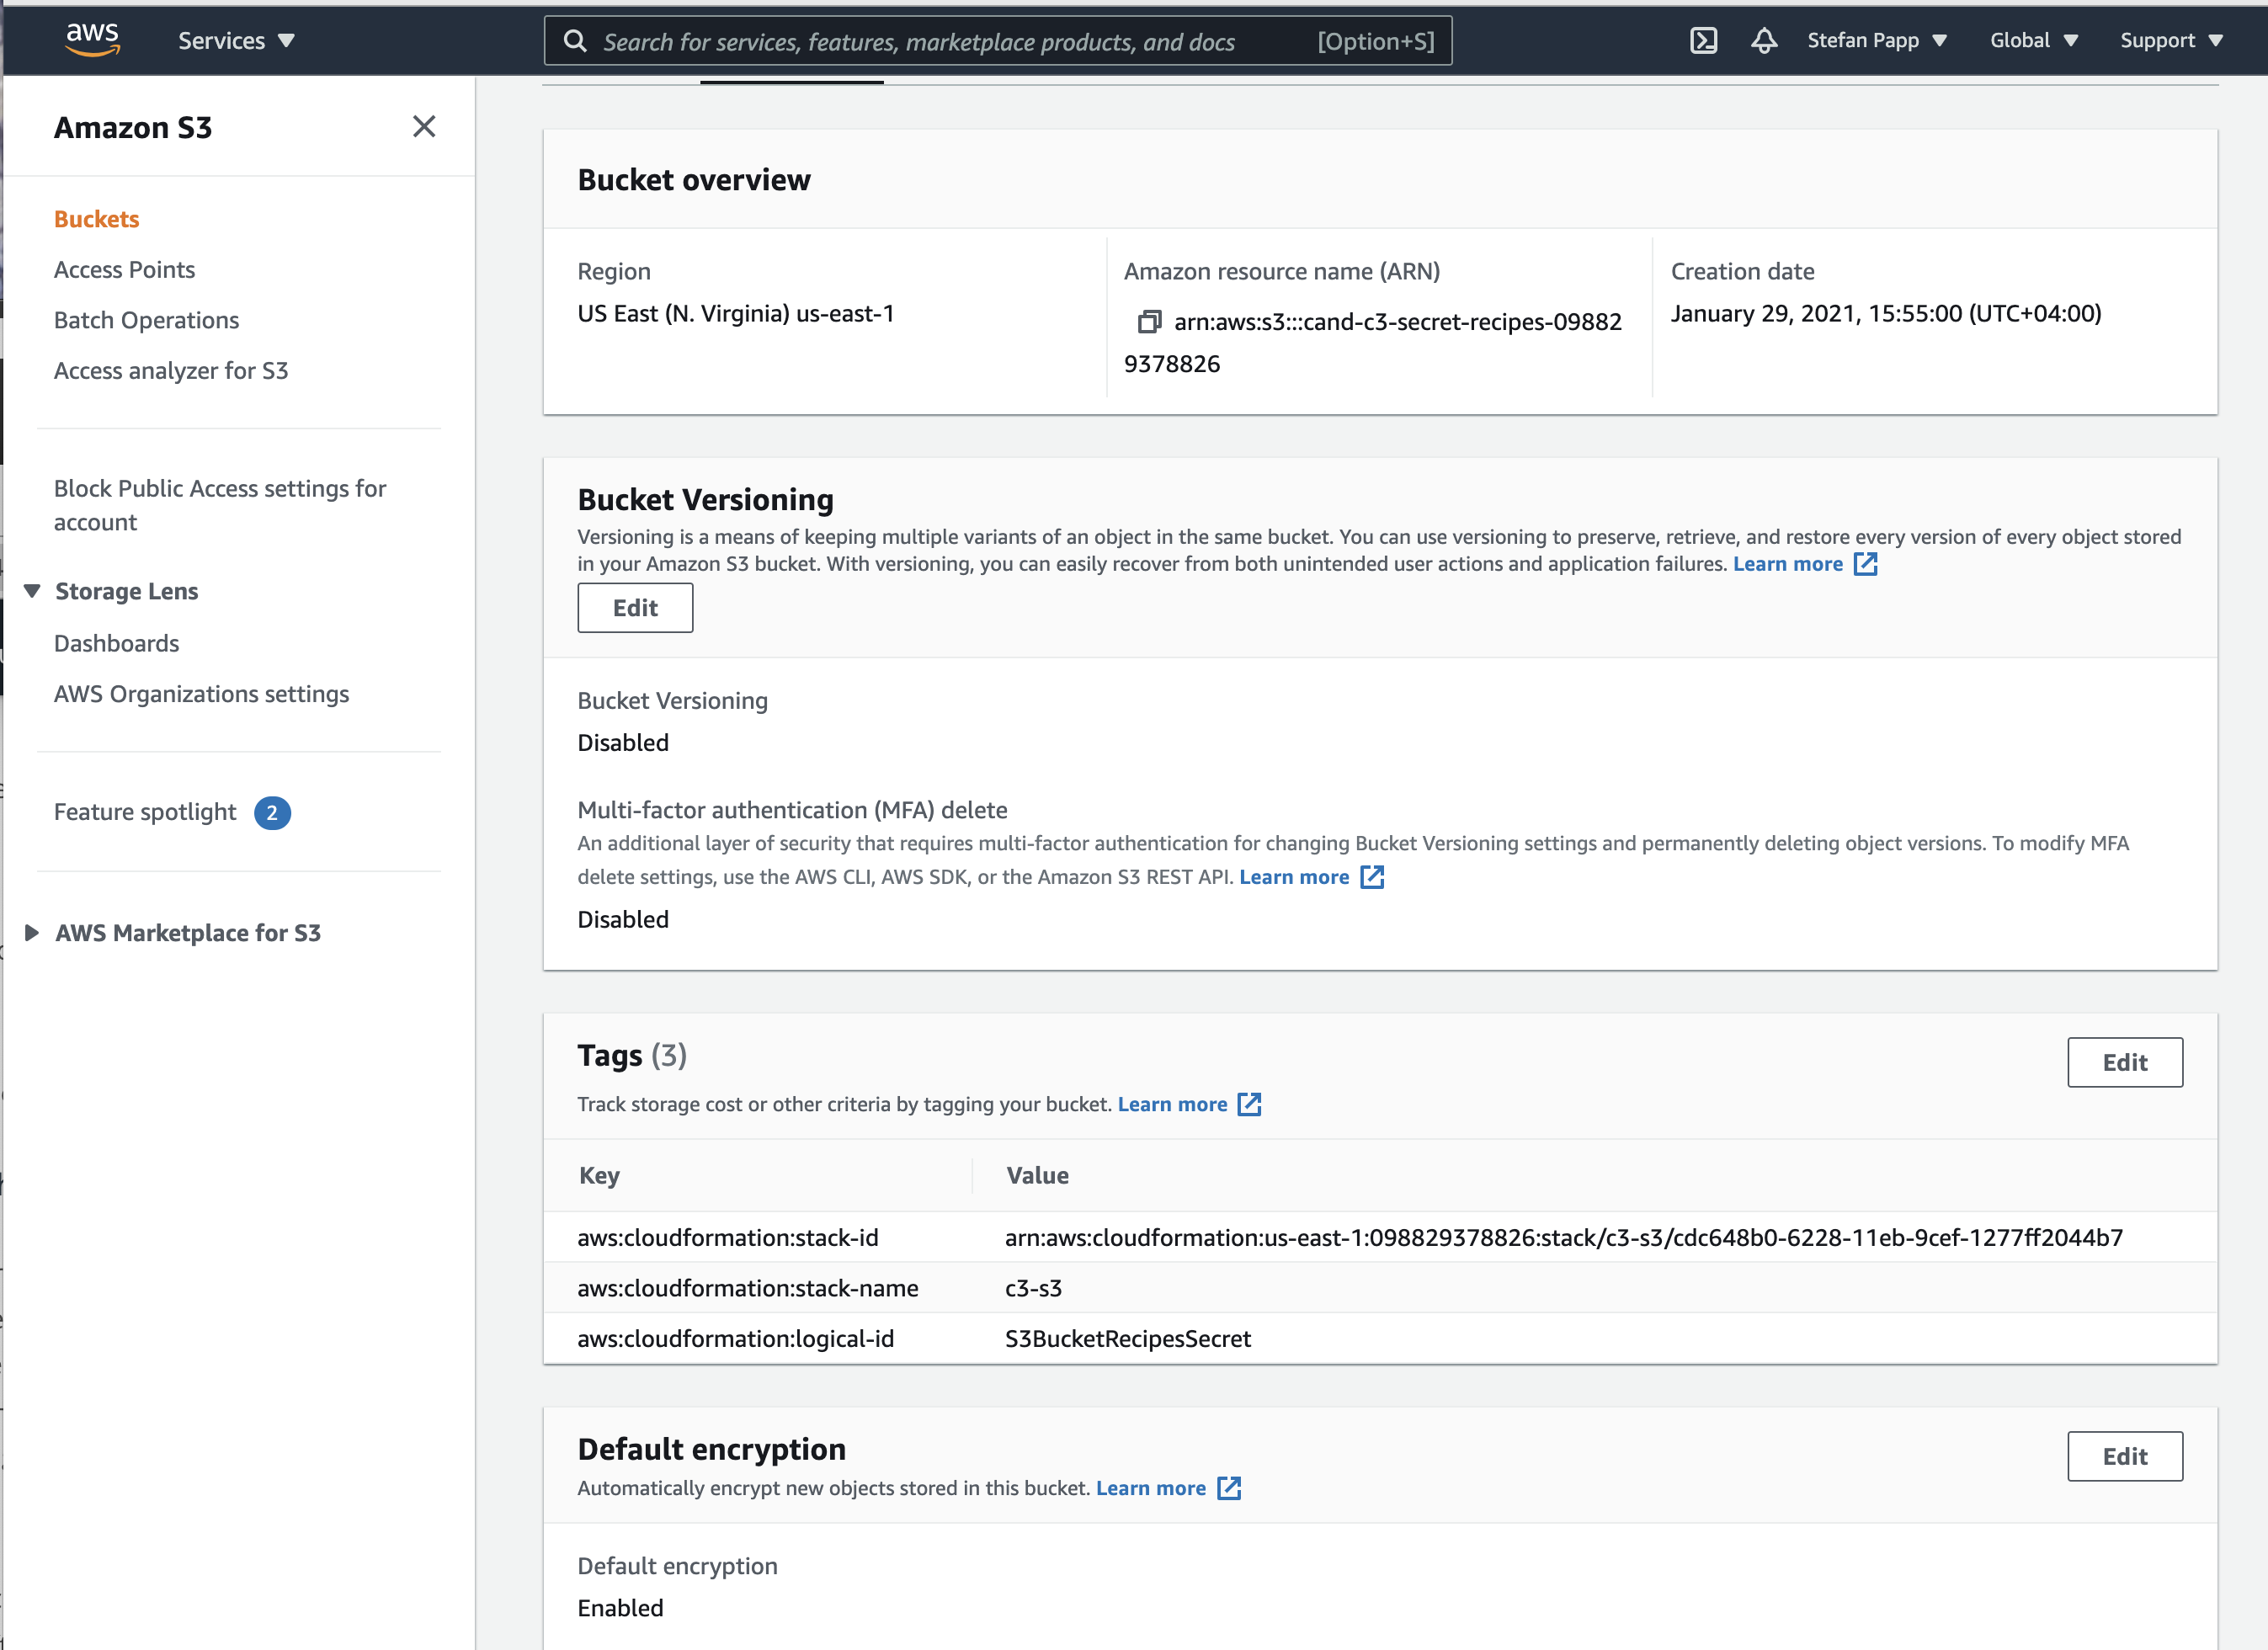 aws
Services
Search for services, features, marketplace products, and docs
[Option+S]
Stefan Papp
Global
Support
Amazon S3
Buckets
Access Points
Batch Operations
Access analyzer for S3
Block Public Access settings for
account
Storage Lens
Dashboards
AWS Organizations settings
Feature spotlight 2
AWS Marketplace for S3
Bucket overview
Region
US East (N. Virginia) us-east-1
Amazon resource name (ARN)
arn:aws:s3:::cand-c3-secret-recipes-09882
9378826
Creation date
January 29, 2021, 15:55:00 (UTC+04:00)
Bucket Versioning
Versioning is a means of keeping multiple variants of an object in the same bucket. You can use versioning to preserve, retrieve, and restore every version of every object stored
in your Amazon S3 bucket. With versioning, you can easily recover from both unintended user actions and application failures. Learn more
Edit
Bucket Versioning
Disabled
Multi-factor authentication (MFA) delete
An additional layer of security that requires multi-factor authentication for changing Bucket Versioning settings and permanently deleting object versions. To modify MFA
delete settings, use the AWS CLI, AWS SDK, or the Amazon S3 REST API. Learn more
Disabled
Tags (3)
Edit
Track storage cost or other criteria by tagging your bucket. Learn more
Key
Value
aws:cloudformation:stack-id
arn:aws:cloudformation:us-east-1:098829378826:stack/c3-s3/cdc648b0-6228-11eb-9cef-1277ff2044b7
aws:cloudformation:stack-name
c3-s3
aws:cloudformation:logical-id
S3BucketRecipesSecret
Default encryption
Edit
Automatically encrypt new objects stored in this bucket. Learn more
Default encryption
Enabled